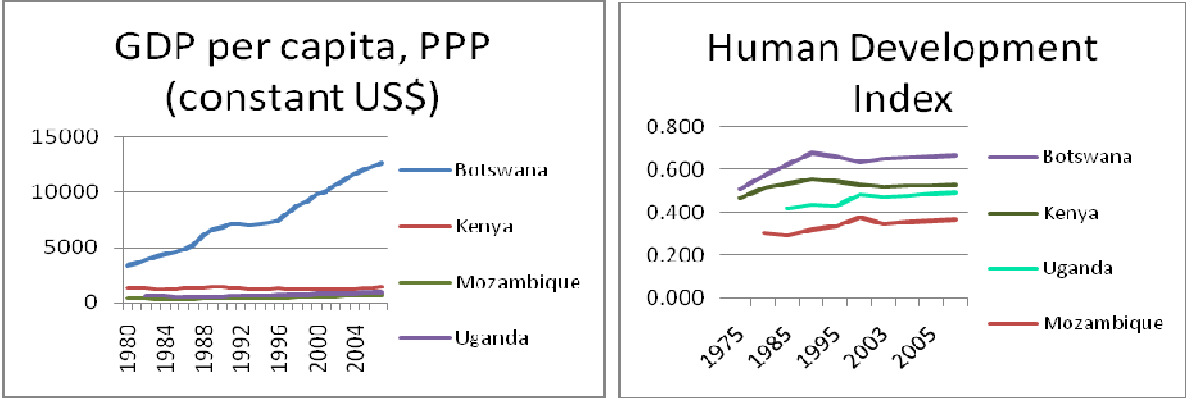 GDP per capita, PPP
(constant US$)
15000
10000
5000
0
1980
1984
1988
1992
1996
2000
2004
Botswana
Kenya
Mozambique
Uganda
Human Development
Index
0.800
0.600
0.400
0.200
0.000
1975
1985
1995
2003
2005
Botswana
Kenya
Uganda
Mozambique